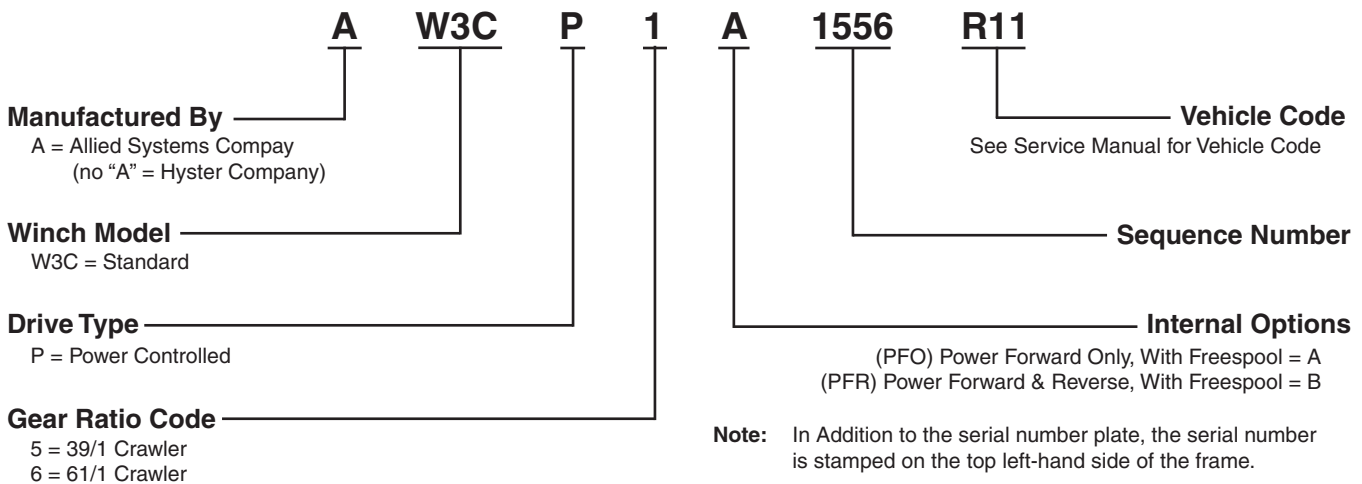 A W3C P 1 A 1556 R11
Manufactured By
A = Allied Systems Compay
(no “A” = Hyster Company)
Winch Model
W3C = Standard
Drive Type
P = Power Controlled
Gear Ratio Code
5 = 39/1 Crawler
6 = 61/1 Crawler
Vehicle Code
See Service Manual for Vehicle Code
Sequence Number
Internal Options
(PFO) Power Forward Only, With Freespool = A
(PFR) Power Forward & Reverse, With Freespool = B
Note: In Addition to the serial number plate, the serial number
is stamped on the top left-hand side of the frame.